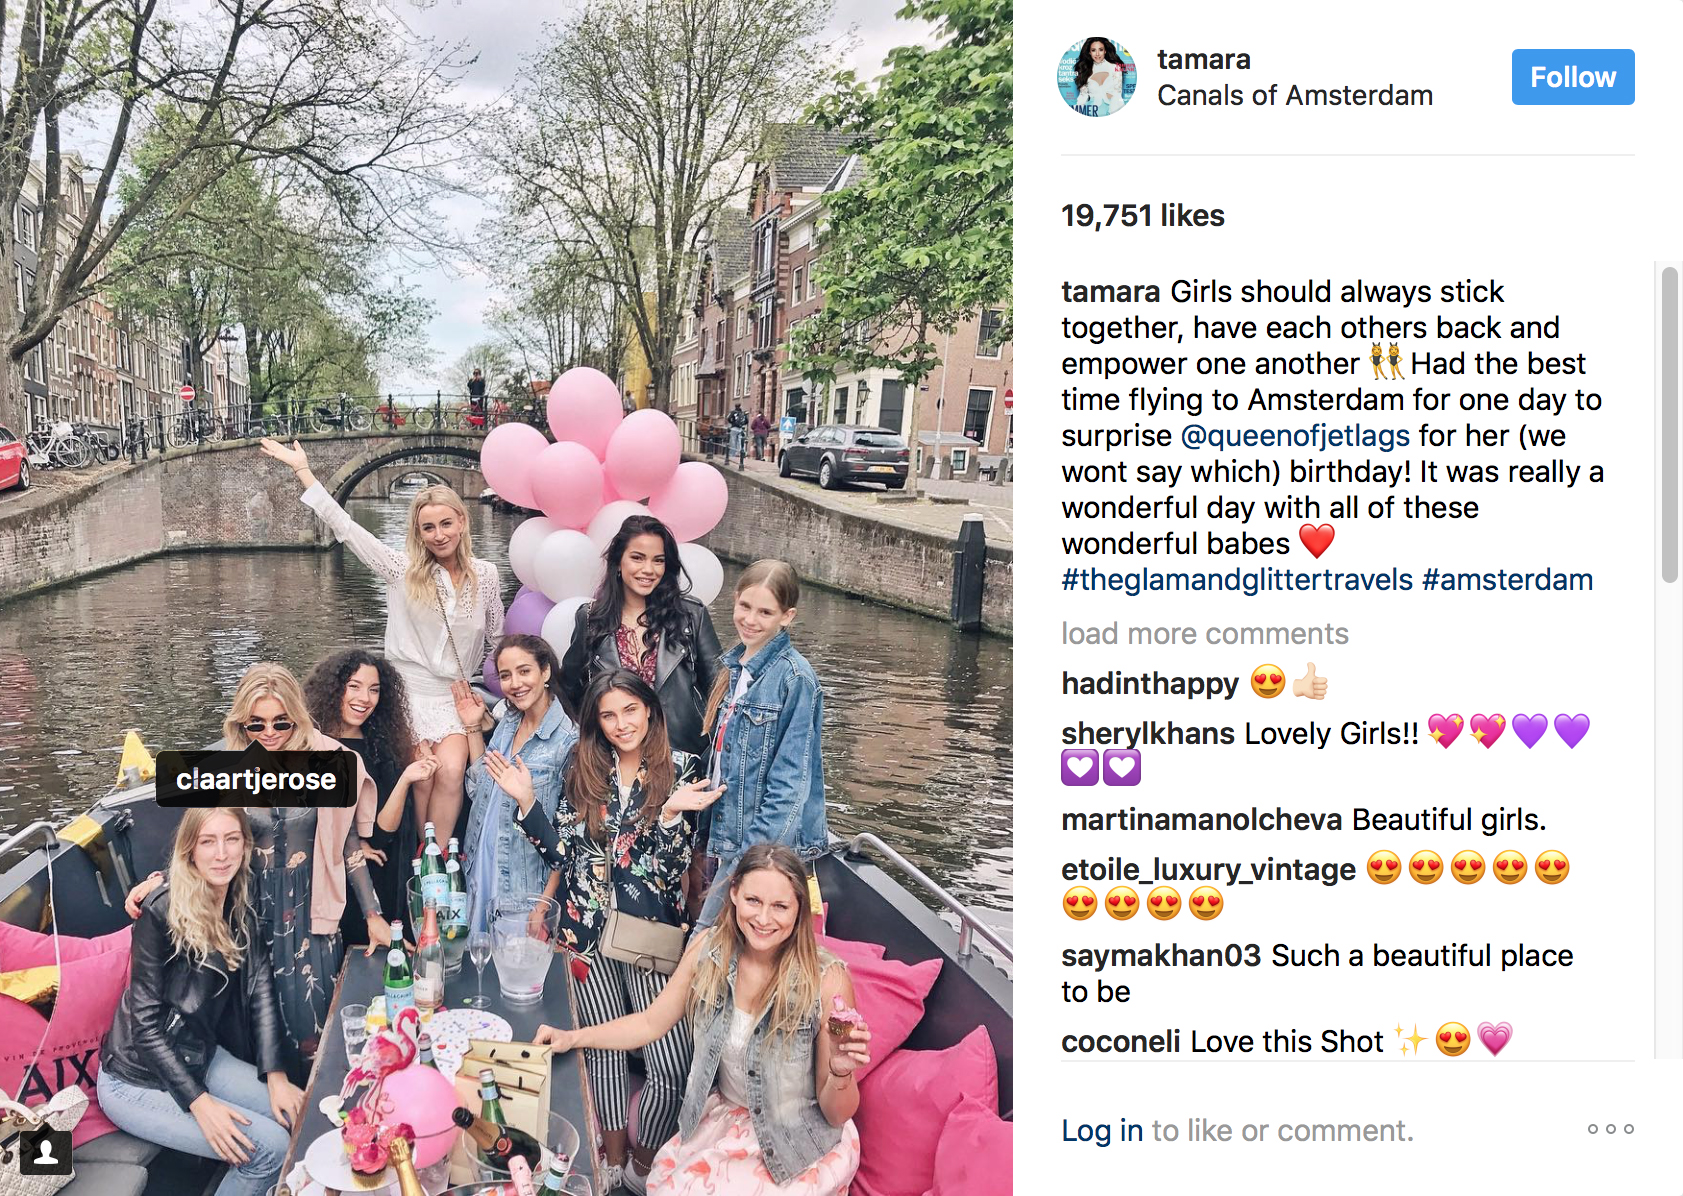 tamara
Canals of Amsterdam
Follow
19,751 likes
tamara Girls should always stick
together, have each others back and
empower one another 👯Had the best
time flying to Amsterdam for one day to
surprise @queenofjetlags for her (we
wont say which) birthday! It was really a
wonderful day with all of these
wonderful babes ❤️
#theglamandglittertravels #amsterdam
load more comments
hadinthappy 😍👍🏻
sherylkhans Lovely Girls!! 💖💖💜💜
💟💟
martinamanolcheva Beautiful girls.
etoile_luxury_vintage 😍😍😍😍😍
😍😍😍😍
saymakhan03 Such a beautiful place
to be
coconeli Love this Shot ✨😍💗
Log in to like or comment.
claartjerose
AIX
AIX